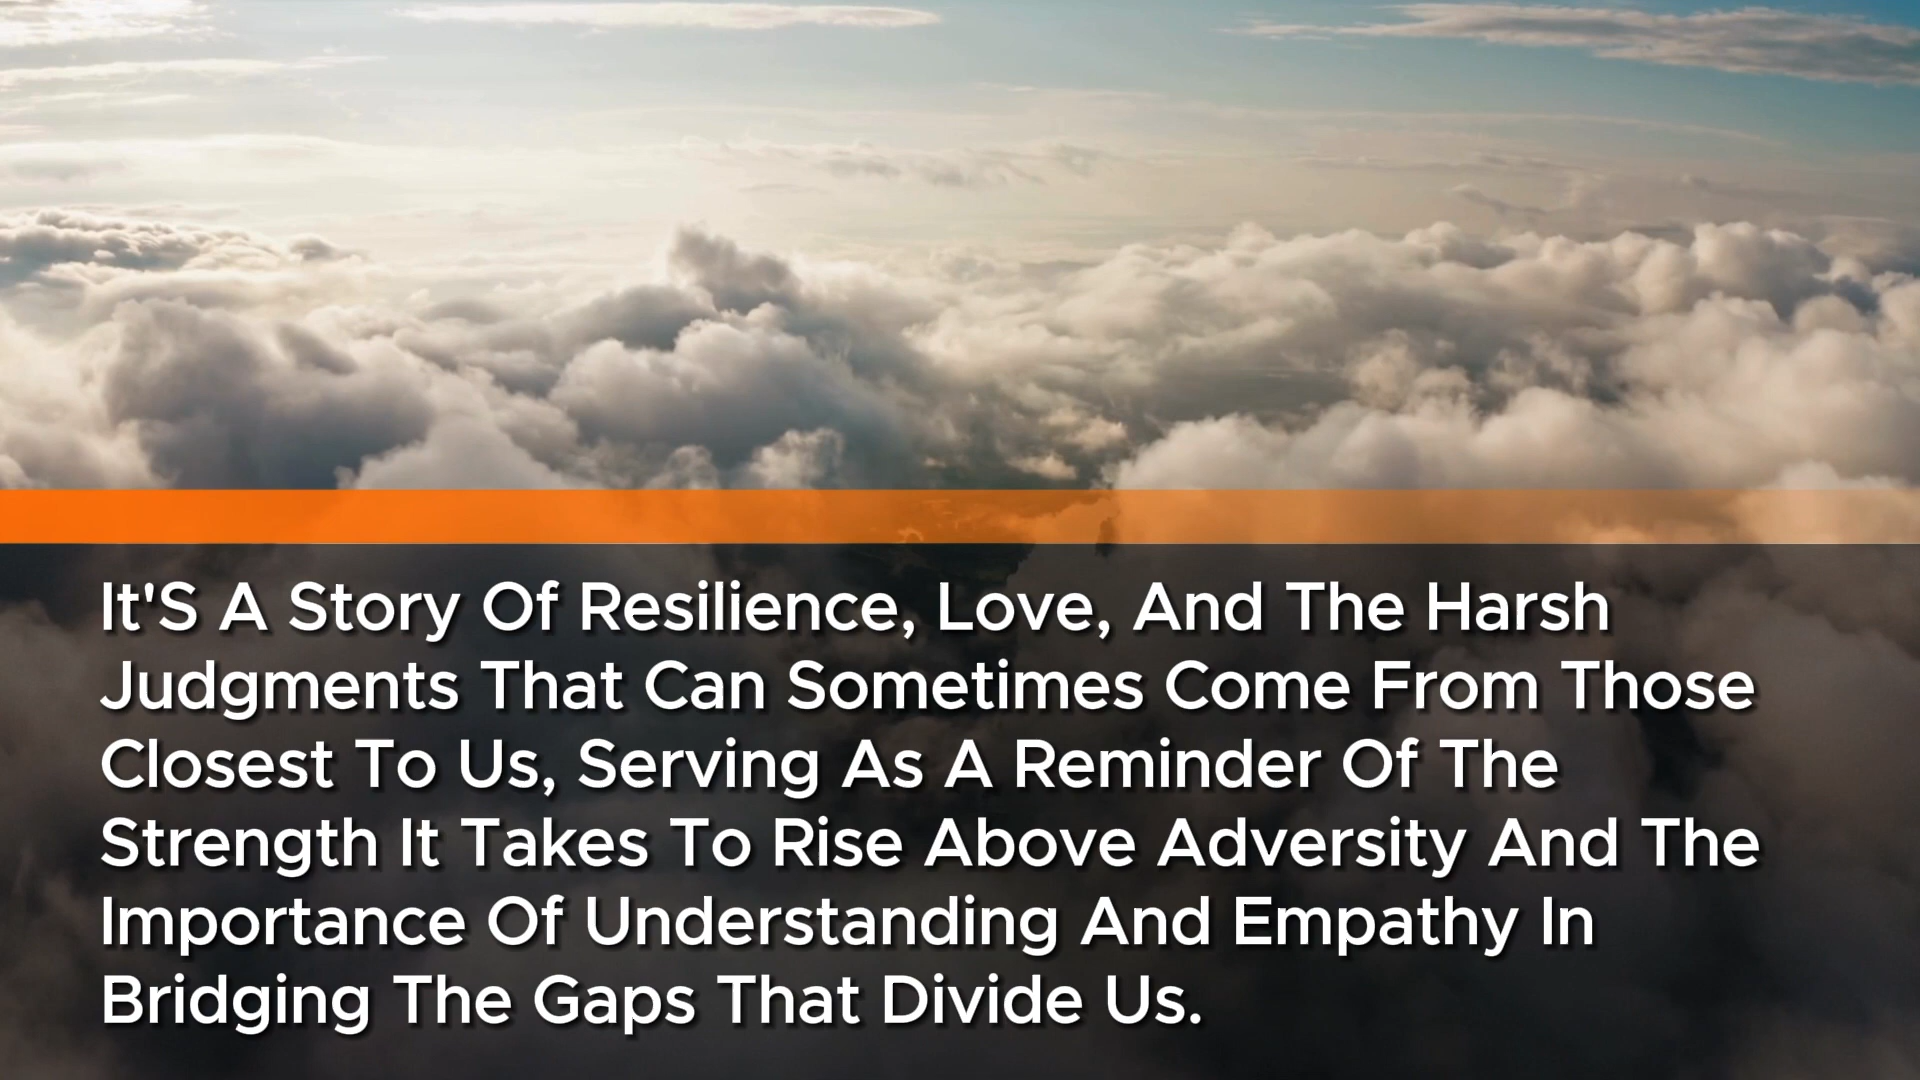 It'S A Story Of Resilience, Love, And The Harsh
Judgments That Can Sometimes Come From Those
Closest To Us, Serving As A Reminder Of The
Strength It Takes To Rise Above Adversity And The
Importance Of Understanding And Empathy In
Bridging The Gaps That Divide Us.